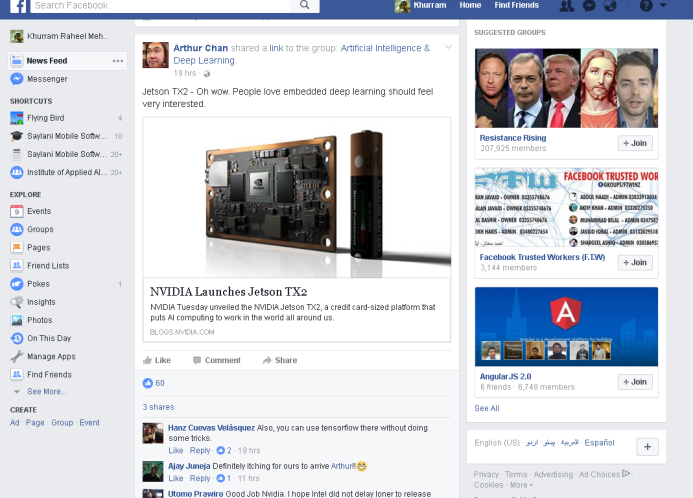 Search Facebook
Khurram
Home
Find Friends
Khurram Raheel Meh..
News Feed
Messenger
SHORTCUTS
Flying Bird 4
Saylani Mobile Softw... 10
Saylani Mobile Softw... 20+
Institute of Applied AI... 20+
EXPLORE
9 Events
Groups
Pages
Friend Lists
Pokes 1
Insights
Photos
On This Day
Manage Apps
Find Friends
See More...
CREATE
Ad · Page · Group · Event
Arthur Chan shared a link to the group: Artificial Intelligence &
Deep Learning.
19 hrs ·
Jetson TX2 - Oh wow. People love embedded deep learning should feel
very interested.
NVIDIA Launches Jetson TX2
NVIDIA Tuesday unveiled the NVIDIA Jetson TX2, a credit card-sized platform that
puts AI computing to work in the world all around us.
BLOGS.NVIDIA.COM
Like Comment Share
60
3 shares
Hanz Cuevas Velásquez Also, you can use tensorflow there without doing
some tricks.
Like · Reply · 2 · 19 hrs
Ajay Juneja Definitely itching for ours to arrive Arthur!!
Like · Reply · 1 · 11 hrs
Utomo Prawiro Good Job Nvidia. I hope Intel did not delay loner to release
SUGGESTED GROUPS
Resistance Rising
207,925 members
+ Join
FACEBOOK TRUSTED WOR
GROUPS/FTWINZ
Facebook Trusted Workers (F.T.W)
3,144 members
+ Join
A
AngularJS 2.0
6 friends · 6,748 members
+ Join
See All
English (US) · اردو · پښتو · العربية · Español
+
Privacy · Terms · Advertising · Ad Choices
Cookies · More